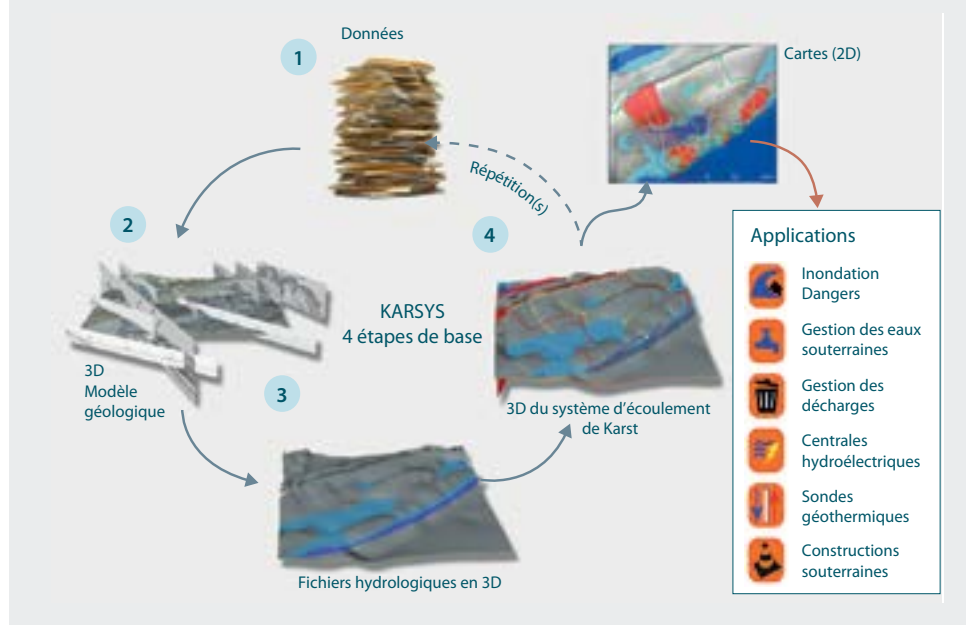 1
Données
Cartes (2D)
Répétition(s)
2
4
KARSYS
4 étapes de base
3D
Modèle
géologique
3
3D du système d'écoulement
de Karst
Fichiers hydrologiques en 3D
Applications
Inondation
Dangers
Gestion des eaux
souterraines
Gestion des
décharges
Centrales
hydroélectriques
Sondes
géothermiques
Constructions
souterraines